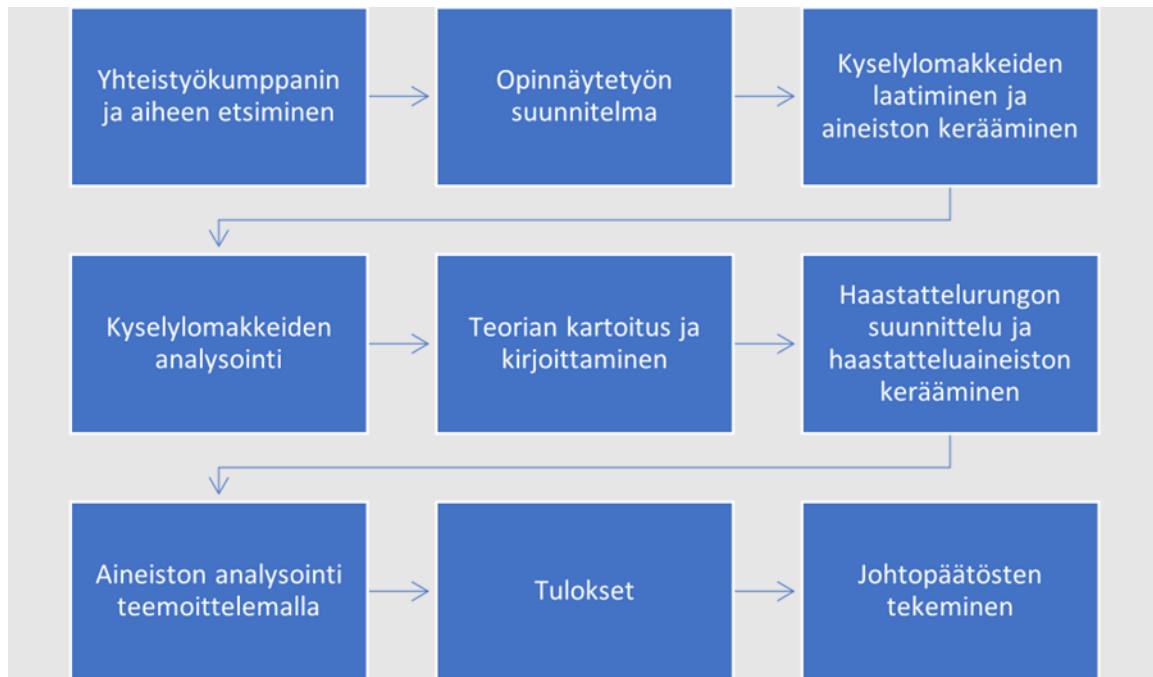 Yhteistyökumppanin
ja aiheen etsiminen
Opinnäytetyön
suunnitelma
Kyselylomakkeiden
laatiminen ja
aineiston kerääminen
Kyselylomakkeiden
analysointi
Teorian kartoitus ja
kirjoittaminen
Haastattelurungon
suunnittelu ja
haastatteluaineiston
kerääminen
Aineiston analysointi
teemoittelemalla
Tulokset
Johtopäätösten
tekeminen